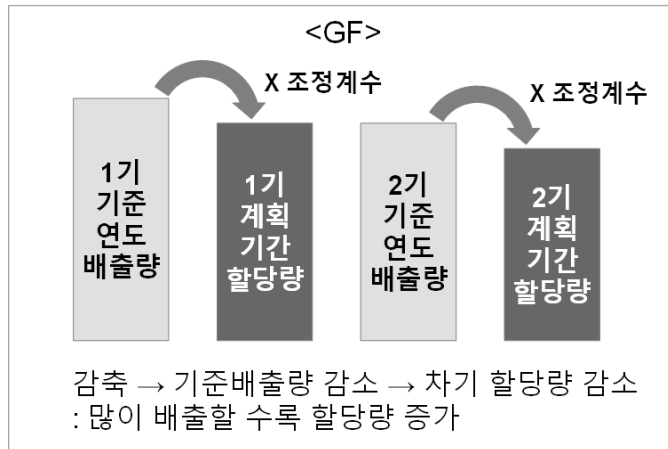 <GF>
X 조정계수
X 조정계수
1기
기준
연도
배출량
1기
계획
기간
할당량
2기
기준
연도
배출량
2기
계획
기간
할당량
감축 → 기준배출량 감소 → 차기 할당량 감소
: 많이 배출할 수록 할당량 증가